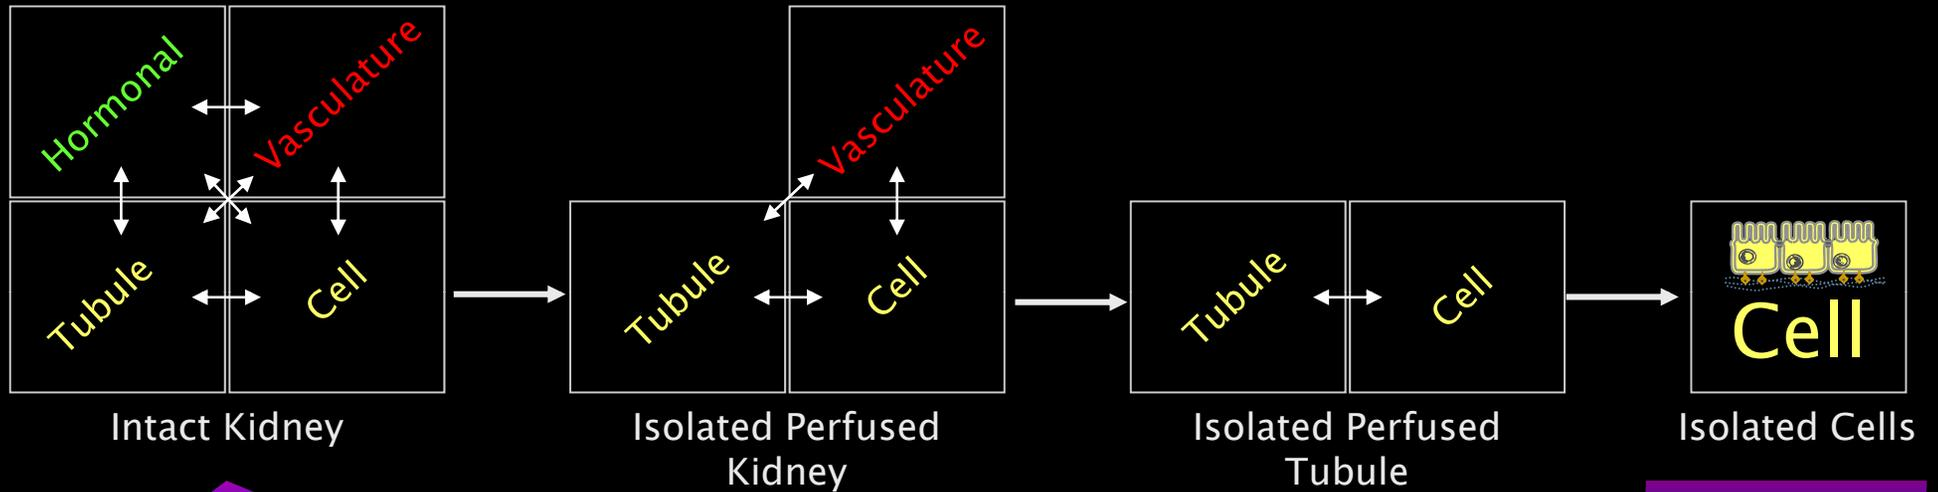 Hormonal
Vasculature
Tubule
Cell
Intact Kidney
Vasculature
Tubule
Cell
Isolated Perfused
Kidney
Tubule
Cell
Isolated Perfused
Tubule
Cell
Isolated Cells